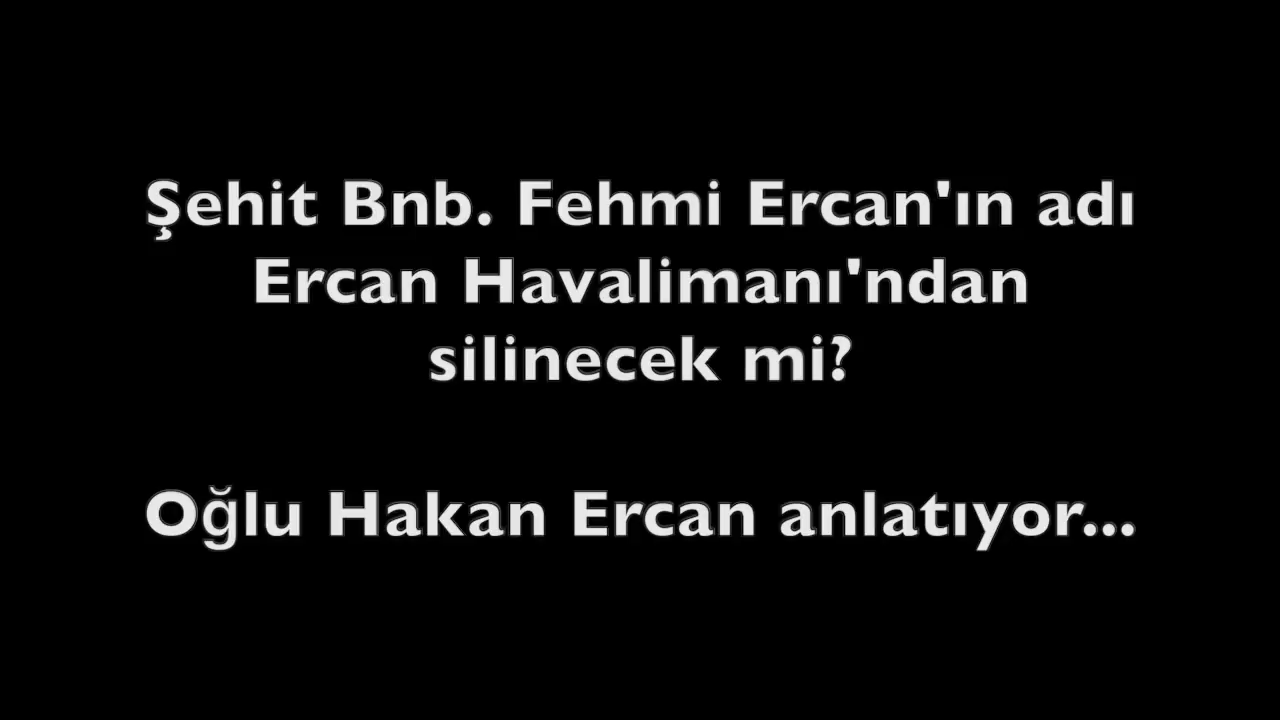 Şehit Bnb. Fehmi Ercan'ın adı
Ercan Havalimanı'ndan
silinecek mi?
Oğlu Hakan Ercan anlatıyor...